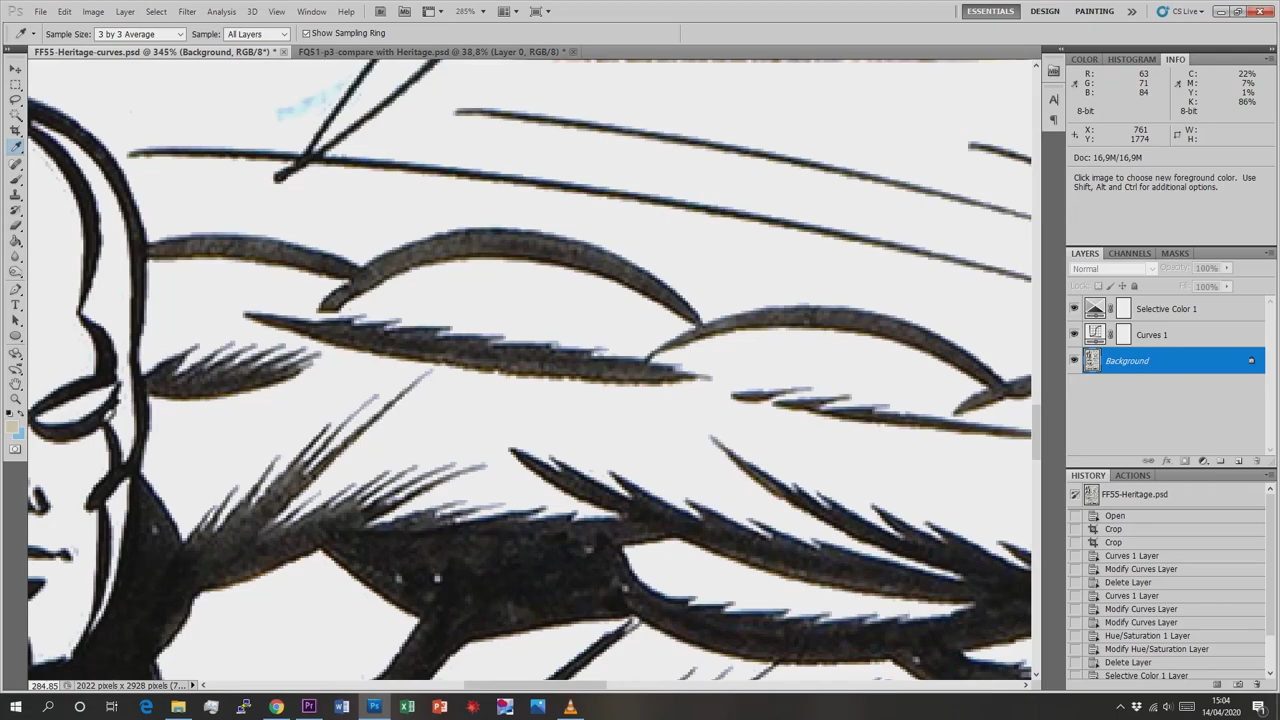 Ps File Edit Image Layer Select Filter Analysis 3D View Window Help Mb 285% ESSENTIALS DESIGN PAINTING CS Live
Sample Size: 3 by 3 Average Sample: All Layers Show Sampling Ring
FF55-Heritage-curves.psd @ 345% (Background, RGB/8*) * FQS1-p3-compare with Heritage.psd @ 38,8% (Layer 0, RGB/8*) *
COLOR HISTOGRAM INFO
R: 63 C: 22%
G: 71 M: 7%
B: 84 Y: 1%
K: 86%
8-bit 8-bit
X: 761 W:
Y: 1774 H:
Doc: 16,9M/16,9M
Click image to choose new foreground color. Use
Shift, Alt and Ctrl for additional options.
LAYERS CHANNELS MASKS
Normal Opacity: 100%
Lock: Fill: 100%
Selective Color 1
Curves 1
Background
HISTORY ACTIONS
FF55-Heritage.psd
Open
Crop
Crop
Curves 1 Layer
Modify Curves Layer
Delete Layer
Curves 1 Layer
Modify Curves Layer
Modify Curves Layer
Hue/Saturation 1 Layer
Modify Hue/Saturation Layer
Delete Layer
Selective Color 1 Layer
284.85 2022 pixels x 2928 pixels (7...
15:04
14/04/2020